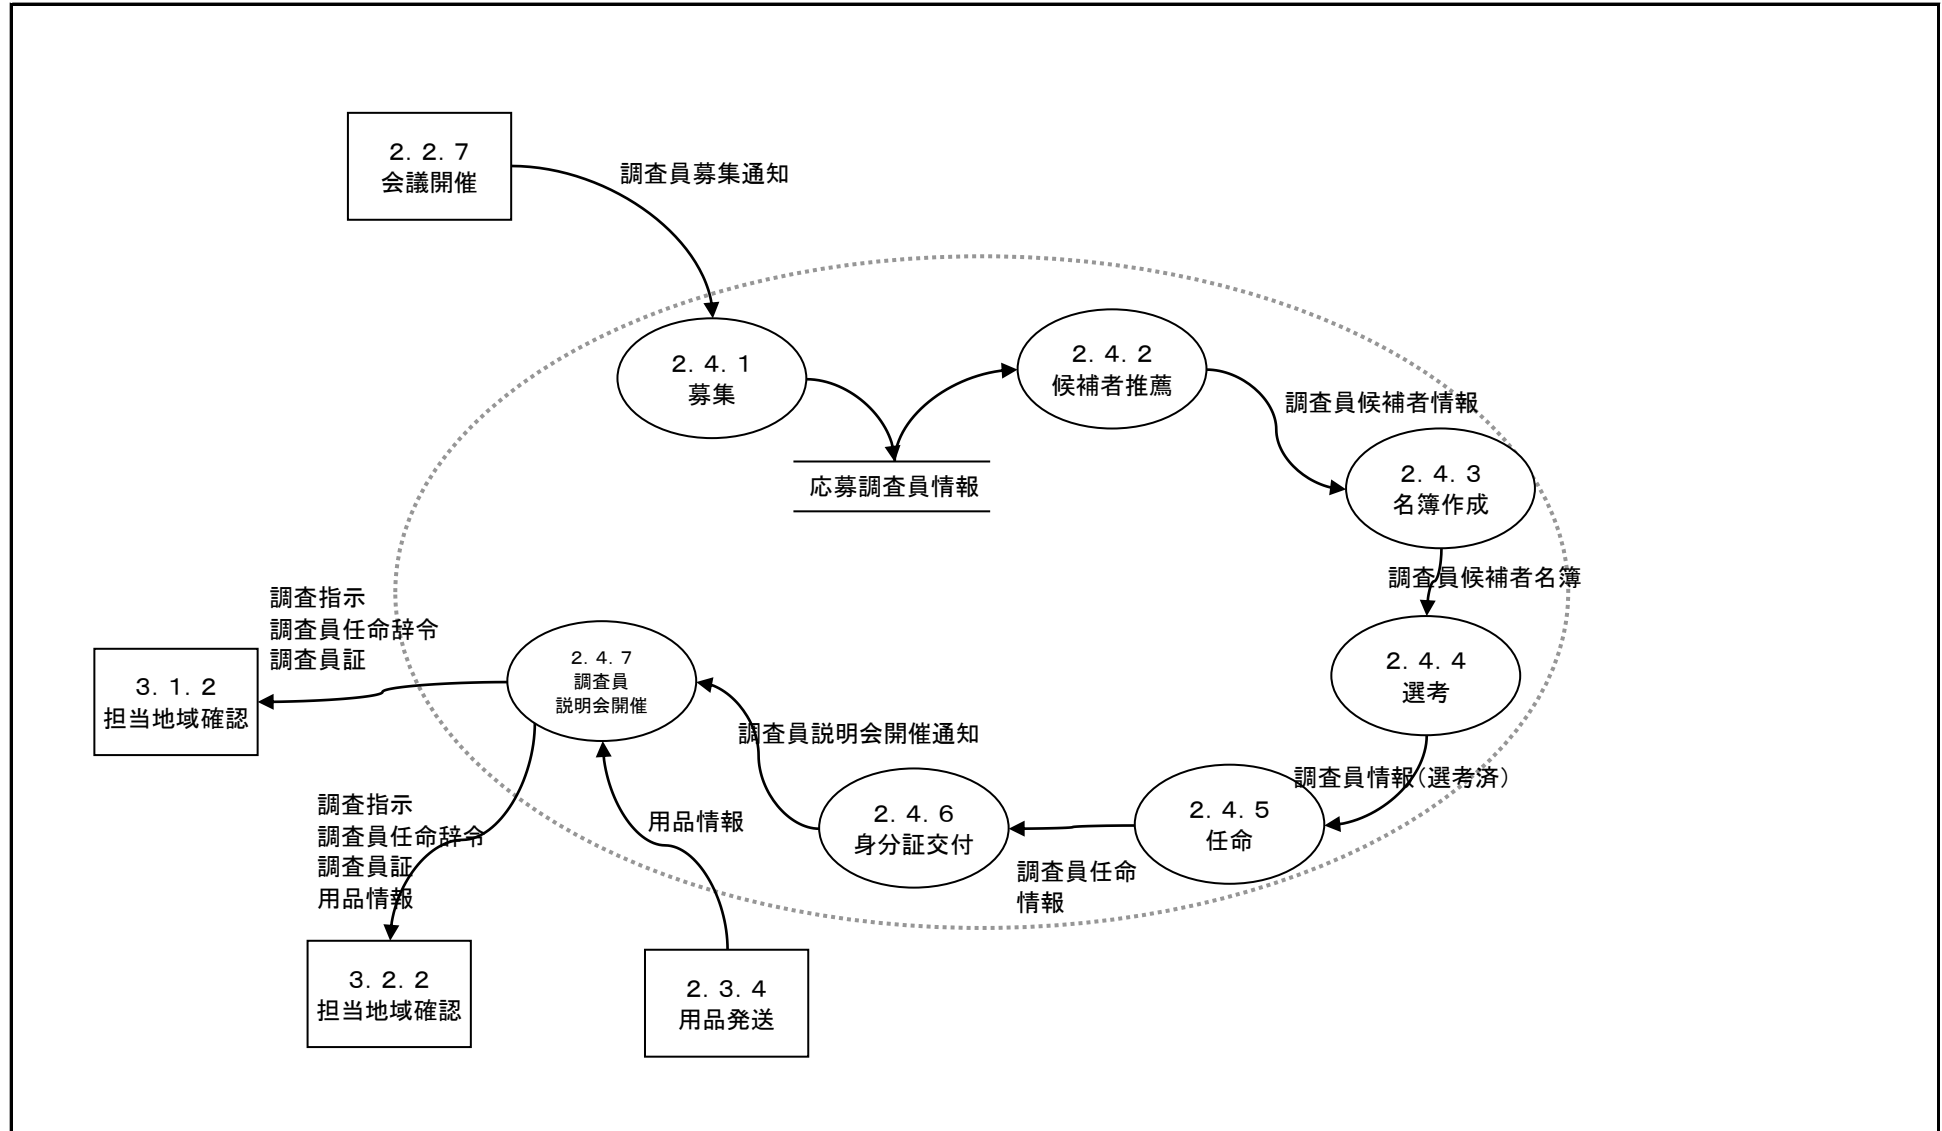 2．2．7
会議開催
調査員募集通知
2．4．1
募集
2．4．2
候補者推薦
調査員候補者情報
応募調査員情報
2．4．3
名簿作成
調査員候補者名簿
2．4．4
選考
調査員情報（選考済）
2．4．5
任命
調査員任命
情報
2．4．6
身分証交付
調査員説明会開催通知
2．4．7
調査員
説明会開催
調査指示
調査員任命辞令
調査員証
3．1．2
担当地域確認
調査指示
調査員任命辞令
調査員証
用品情報
3．2．2
担当地域確認
用品情報
2．3．4
用品発送